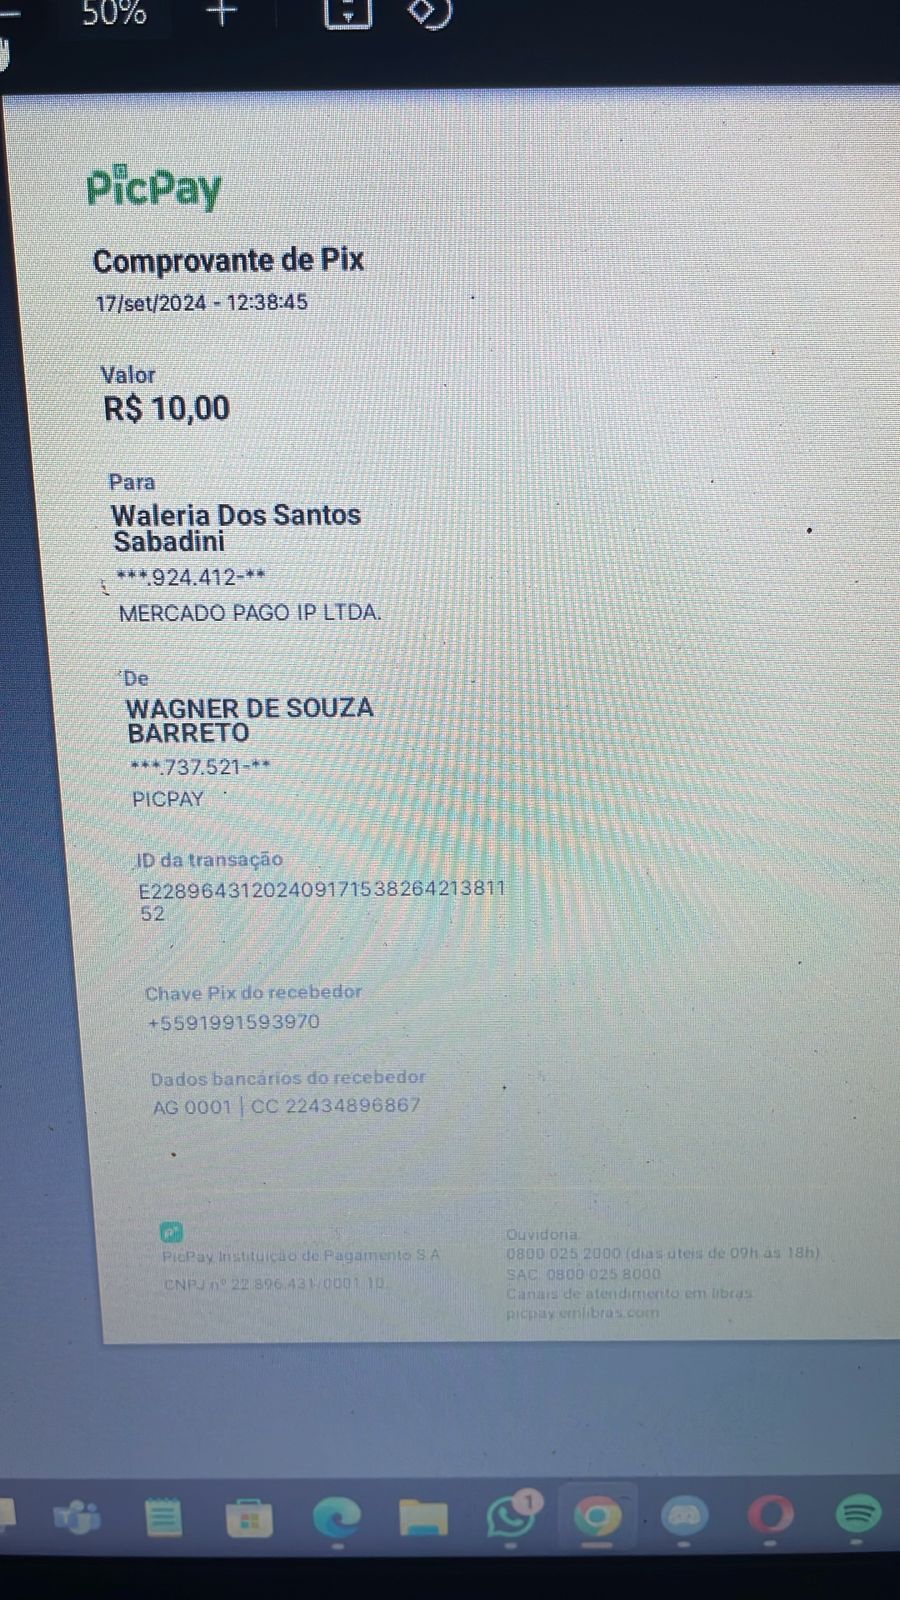 50%
PicPay
Comprovante de Pix
17/set/2024 - 12:38:45
Valor
R$ 10,00
Para
Waleria Dos Santos
Sabadini
***.924.412-**
MERCADO PAGO IP LTDA.
De
WAGNER DE SOUZA
BARRETO
***.737.521-**
PICPAY
ID da transação
E22896431202409171538264213811
52
Chave Pix do recebedor
+5591991593970
Dados bancários do recebedor
AG 0001 | CC 22434896867
PicPay Instituição de Pagamento S.A
CNPJ nº 22.896.431/0001-10.
Ouvidoria
0800 025 2000 (dias úteis de 09h às 18h)
SAC: 0800 025 8000
Canais de atendimento em libras:
picpay.emlibras.com
1